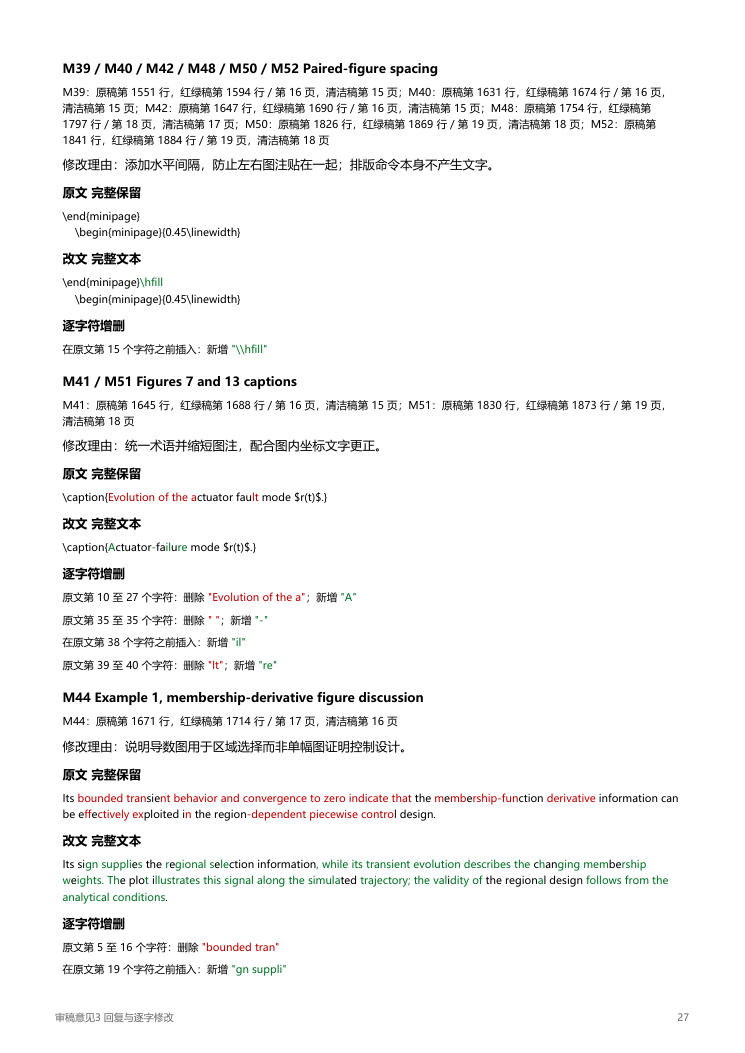 M39 / M40 / M42 / M48 / M50 / M52 Paired-figure spacing
M39：原稿第 1551 行，红绿稿第 1594 行 / 第 16 页，清洁稿第 15 页；M40：原稿第 1631 行，红绿稿第 1674 行 / 第 16 页，
清洁稿第 15 页；M42：原稿第 1647 行，红绿稿第 1690 行 / 第 16 页，清洁稿第 15 页；M48：原稿第 1754 行，红绿稿第
1797 行 / 第 18 页，清洁稿第 17 页；M50：原稿第 1826 行，红绿稿第 1869 行 / 第 19 页，清洁稿第 18 页；M52：原稿第
1841 行，红绿稿第 1884 行 / 第 19 页，清洁稿第 18 页
修改理由：添加水平间隔，防止左右图注贴在一起；排版命令本身不产生文字。
原文 完整保留
\end{minipage}
\begin{minipage}{0.45\linewidth}
改文 完整文本
\end{minipage}\hfill
\begin{minipage}{0.45\linewidth}
逐字符增删
在原文第 15 个字符之前插入：新增 "\\hfill"
M41 / M51 Figures 7 and 13 captions
M41：原稿第 1645 行，红绿稿第 1688 行 / 第 16 页，清洁稿第 15 页；M51：原稿第 1830 行，红绿稿第 1873 行 / 第 19 页，
清洁稿第 18 页
修改理由：统一术语并缩短图注，配合图内坐标文字更正。
原文 完整保留
\caption{Evolution of the actuator fault mode $r(t)$.}
改文 完整文本
\caption{Actuator-failure mode $r(t)$.}
逐字符增删
原文第 10 至 27 个字符：删除 "Evolution of the a"；新增 "A"
原文第 35 至 35 个字符：删除 " "；新增 "-"
在原文第 38 个字符之前插入：新增 "il"
原文第 39 至 40 个字符：删除 "lt"；新增 "re"
M44 Example 1, membership-derivative figure discussion
M44：原稿第 1671 行，红绿稿第 1714 行 / 第 17 页，清洁稿第 16 页
修改理由：说明导数图用于区域选择而非单幅图证明控制设计。
原文 完整保留
Its bounded transient behavior and convergence to zero indicate that the membership-function derivative information can
be effectively exploited in the region-dependent piecewise control design.
改文 完整文本
Its sign supplies the regional selection information, while its transient evolution describes the changing membership
weights. The plot illustrates this signal along the simulated trajectory; the validity of the regional design follows from the
analytical conditions.
逐字符增删
原文第 5 至 16 个字符：删除 "bounded tran"
在原文第 19 个字符之前插入：新增 "gn suppli"
审稿意见3 回复与逐字修改
27